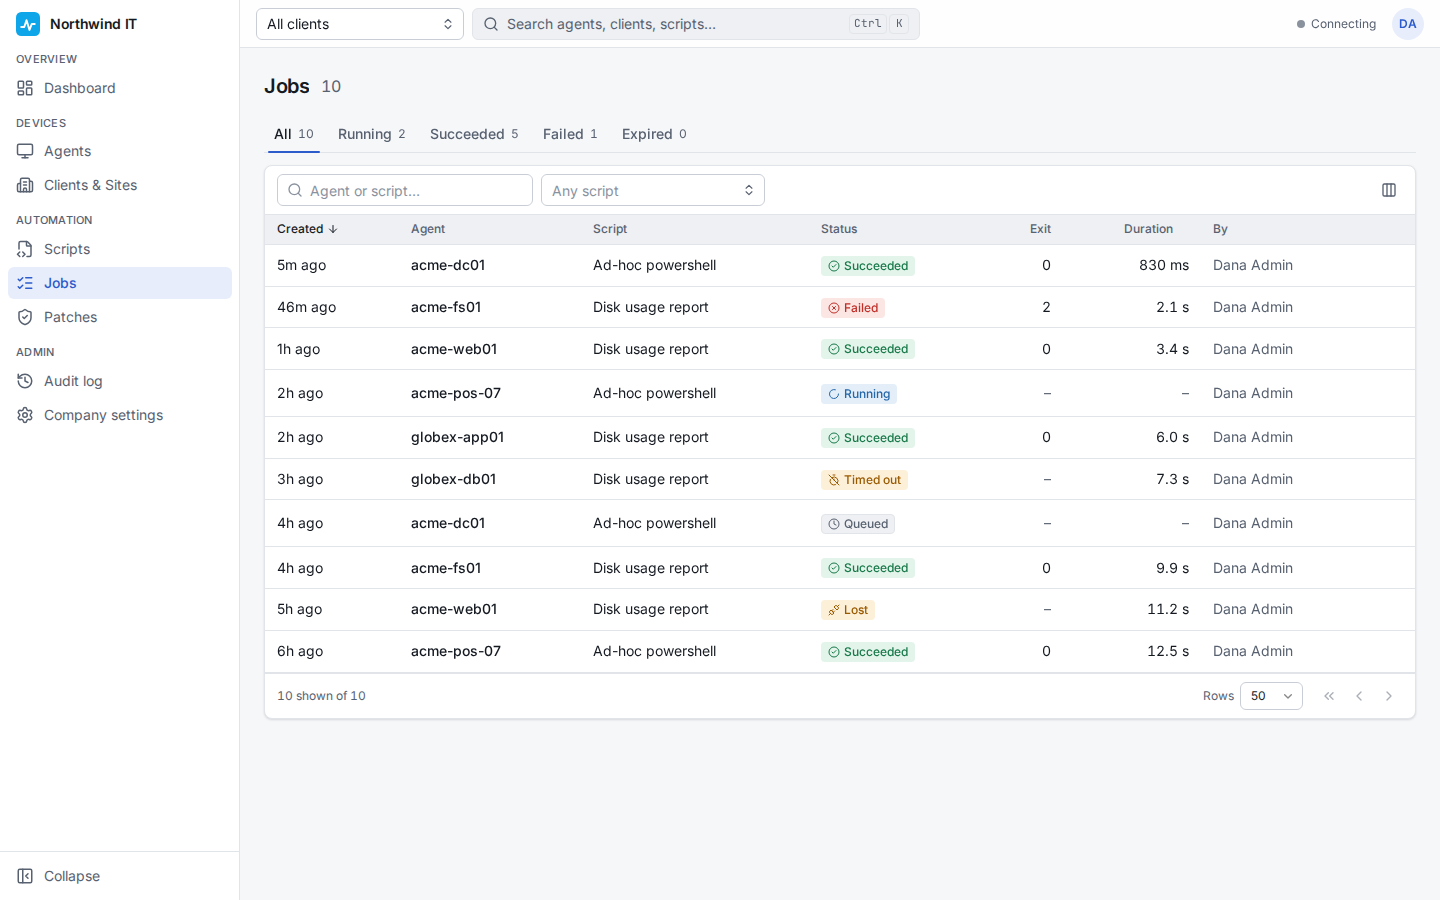 Northwind IT
OVERVIEW
Dashboard
DEVICES
Agents
Clients & Sites
AUTOMATION
Scripts
Jobs
Patches
ADMIN
Audit log
Company settings
Collapse
All clients
Search agents, clients, scripts...
Ctrl K
Connecting
DA
Jobs 10
All 10 Running 2 Succeeded 5 Failed 1 Expired 0
Agent or script...
Any script
Created Agent Script Status Exit Duration By
5m ago acme-dc01 Ad-hoc powershell Succeeded 0 830 ms Dana Admin
46m ago acme-fs01 Disk usage report Failed 2 2.1 s Dana Admin
1h ago acme-web01 Disk usage report Succeeded 0 3.4 s Dana Admin
2h ago acme-pos-07 Ad-hoc powershell Running – – Dana Admin
2h ago globex-app01 Disk usage report Succeeded 0 6.0 s Dana Admin
3h ago globex-db01 Disk usage report Timed out – 7.3 s Dana Admin
4h ago acme-dc01 Ad-hoc powershell Queued – – Dana Admin
4h ago acme-fs01 Disk usage report Succeeded 0 9.9 s Dana Admin
5h ago acme-web01 Disk usage report Lost – 11.2 s Dana Admin
6h ago acme-pos-07 Ad-hoc powershell Succeeded 0 12.5 s Dana Admin
10 shown of 10
Rows 50